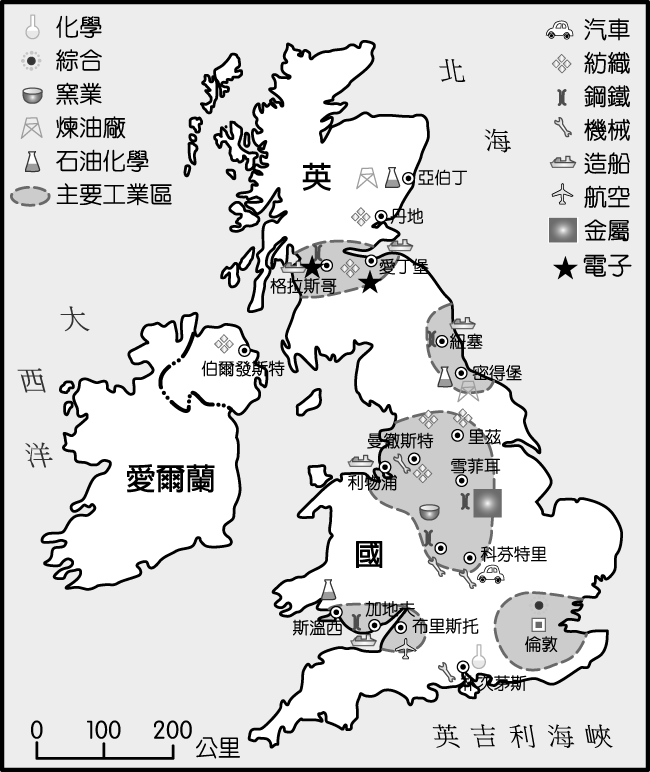 化學
綜合
窯業
煉油廠
石油化學
主要工業區
汽車
紡織
鋼鐵
機械
造船
航空
金屬
電子
北
海
英
亞伯丁
丹地
愛丁堡
格拉斯哥
大
西
洋
紐塞
密得堡
伯爾發斯特
里茲
曼徹斯特
雪菲耳
利物浦
愛爾蘭
國
科芬特里
加地夫
斯溫西
布里斯托
倫敦
茅斯
英吉利海峽
0 100 200 公里